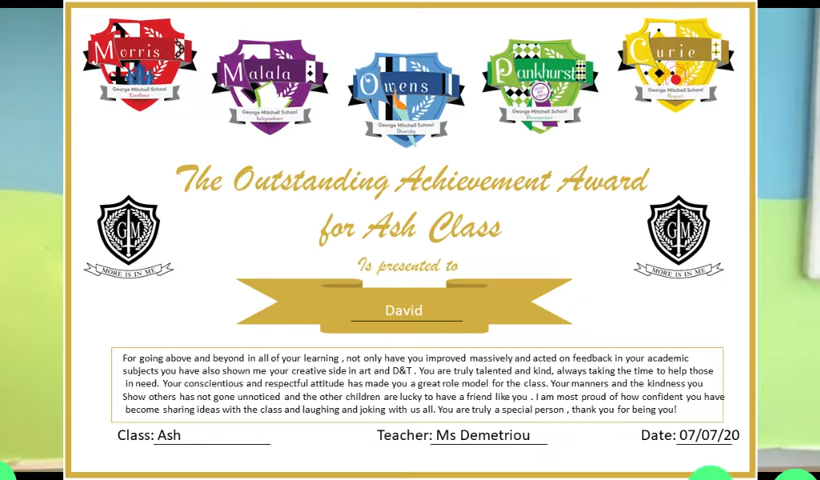 Morris
George Mitchell School
Excellence
Malala
George Mitchell School
Independence
Owens
George Mitchell School
Diversity
Pankhurst
George Mitchell School
Curie
George Mitchell School
Respect
The Outstanding Achievement Award
for Ash Class
Is presented to
GM
MORE IS IN ME
GM
MORE IS IN ME
David
For going above and beyond in all of your learning , not only have you improved massively and acted on feedback in your academic
subjects you have also shown me your creative side in art and D&T . You are truly talented and kind, always taking the time to help those
in need. Your conscientious and respectful attitude has made you a great role model for the class. Your manners and the kindness you
Show others has not gone unnoticed and the other children are lucky to have a friend like you . I am most proud of how confident you have
become sharing ideas with the class and laughing and joking with us all. You are truly a special person , thank you for being you!
Class: Ash
Teacher: Ms Demetriou
Date: 07/07/20